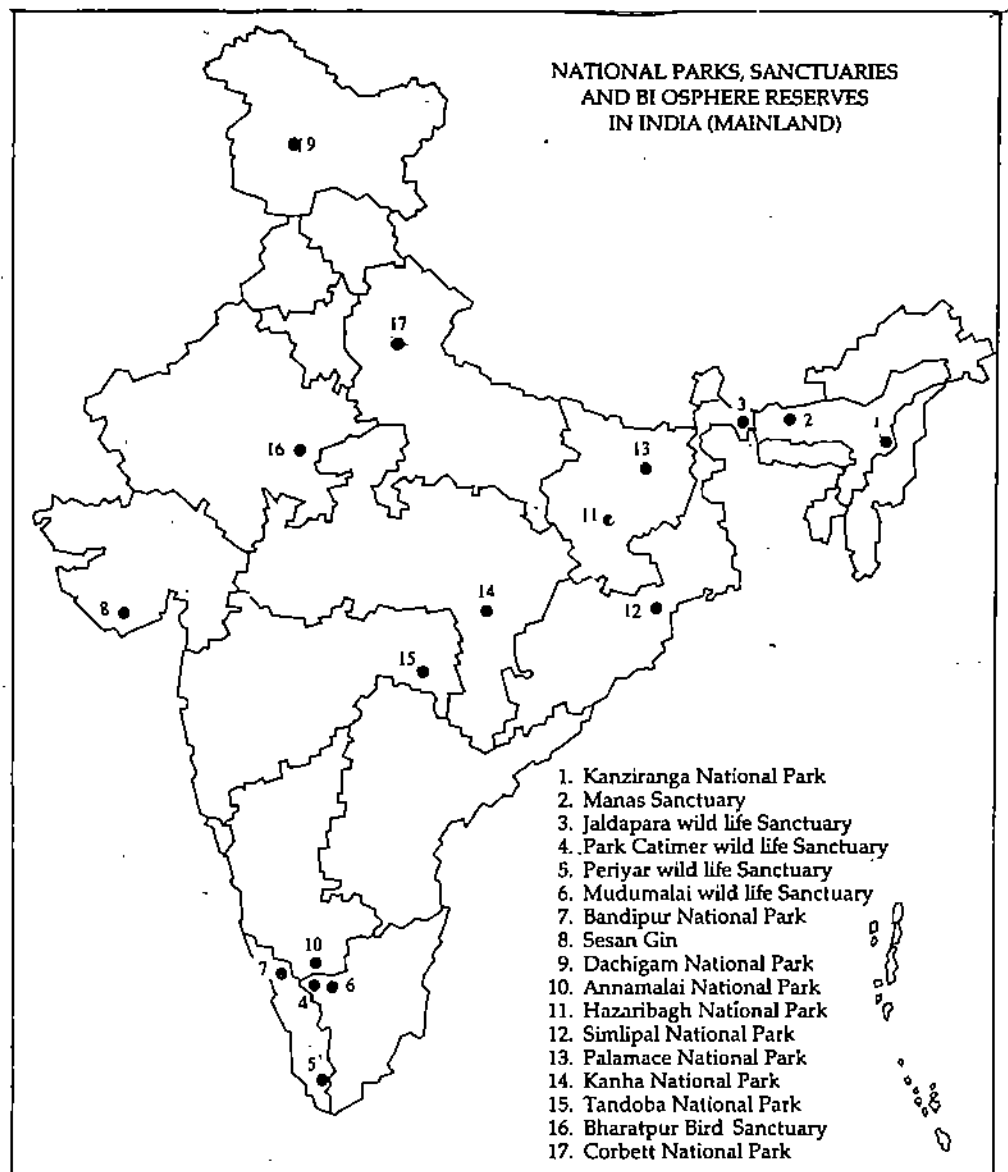 NATIONAL PARKS, SANCTUARIES
AND BI OSPHERE RESERVES
IN INDIA (MAINLAND)
19
17
3
2
1
16
13
11
14
12
8
15
1. Kanziranga National Park
2. Manas Sanctuary
3. Jaldapara wild life Sanctuary
4. Park Catimer wild life Sanctuary
5. Periyar wild life Sanctuary
6. Mudumalai wild life Sanctuary
7. Bandipur National Park
8. Sesan Gin
9. Dachigam National Park
10. Annamalai National Park
11. Hazaribagh National Park
12. Simlipal National Park
13. Palamace National Park
14. Kanha National Park
15. Tandoba National Park
16. Bharatpur Bird Sanctuary
17. Corbett National Park
10
7
4
6
5